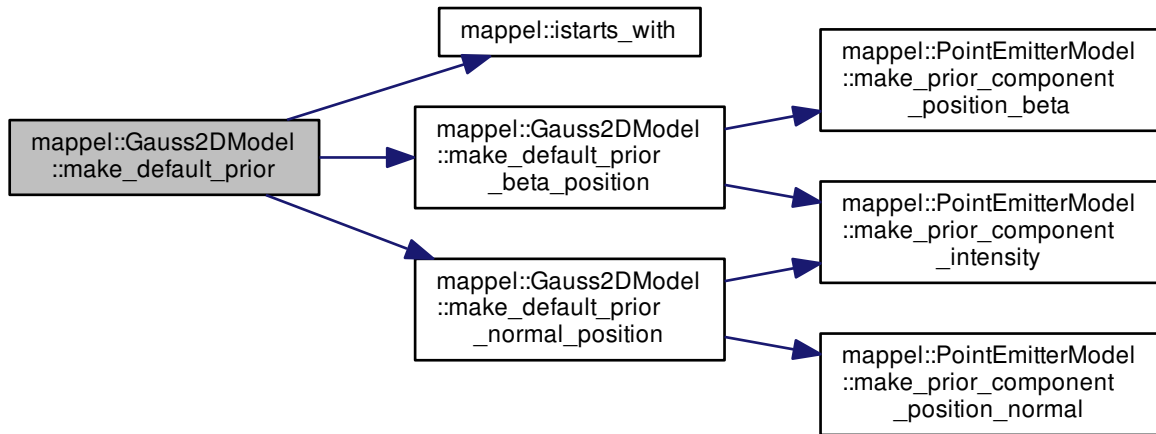 mappel::Gauss2DModel
::make_default_prior
mappel::istarts_with
mappel::Gauss2DModel
::make_default_prior
_beta_position
mappel::Gauss2DModel
::make_default_prior
_normal_position
mappel::PointEmitterModel
::make_prior_component
_position_beta
mappel::PointEmitterModel
::make_prior_component
_intensity
mappel::PointEmitterModel
::make_prior_component
_position_normal